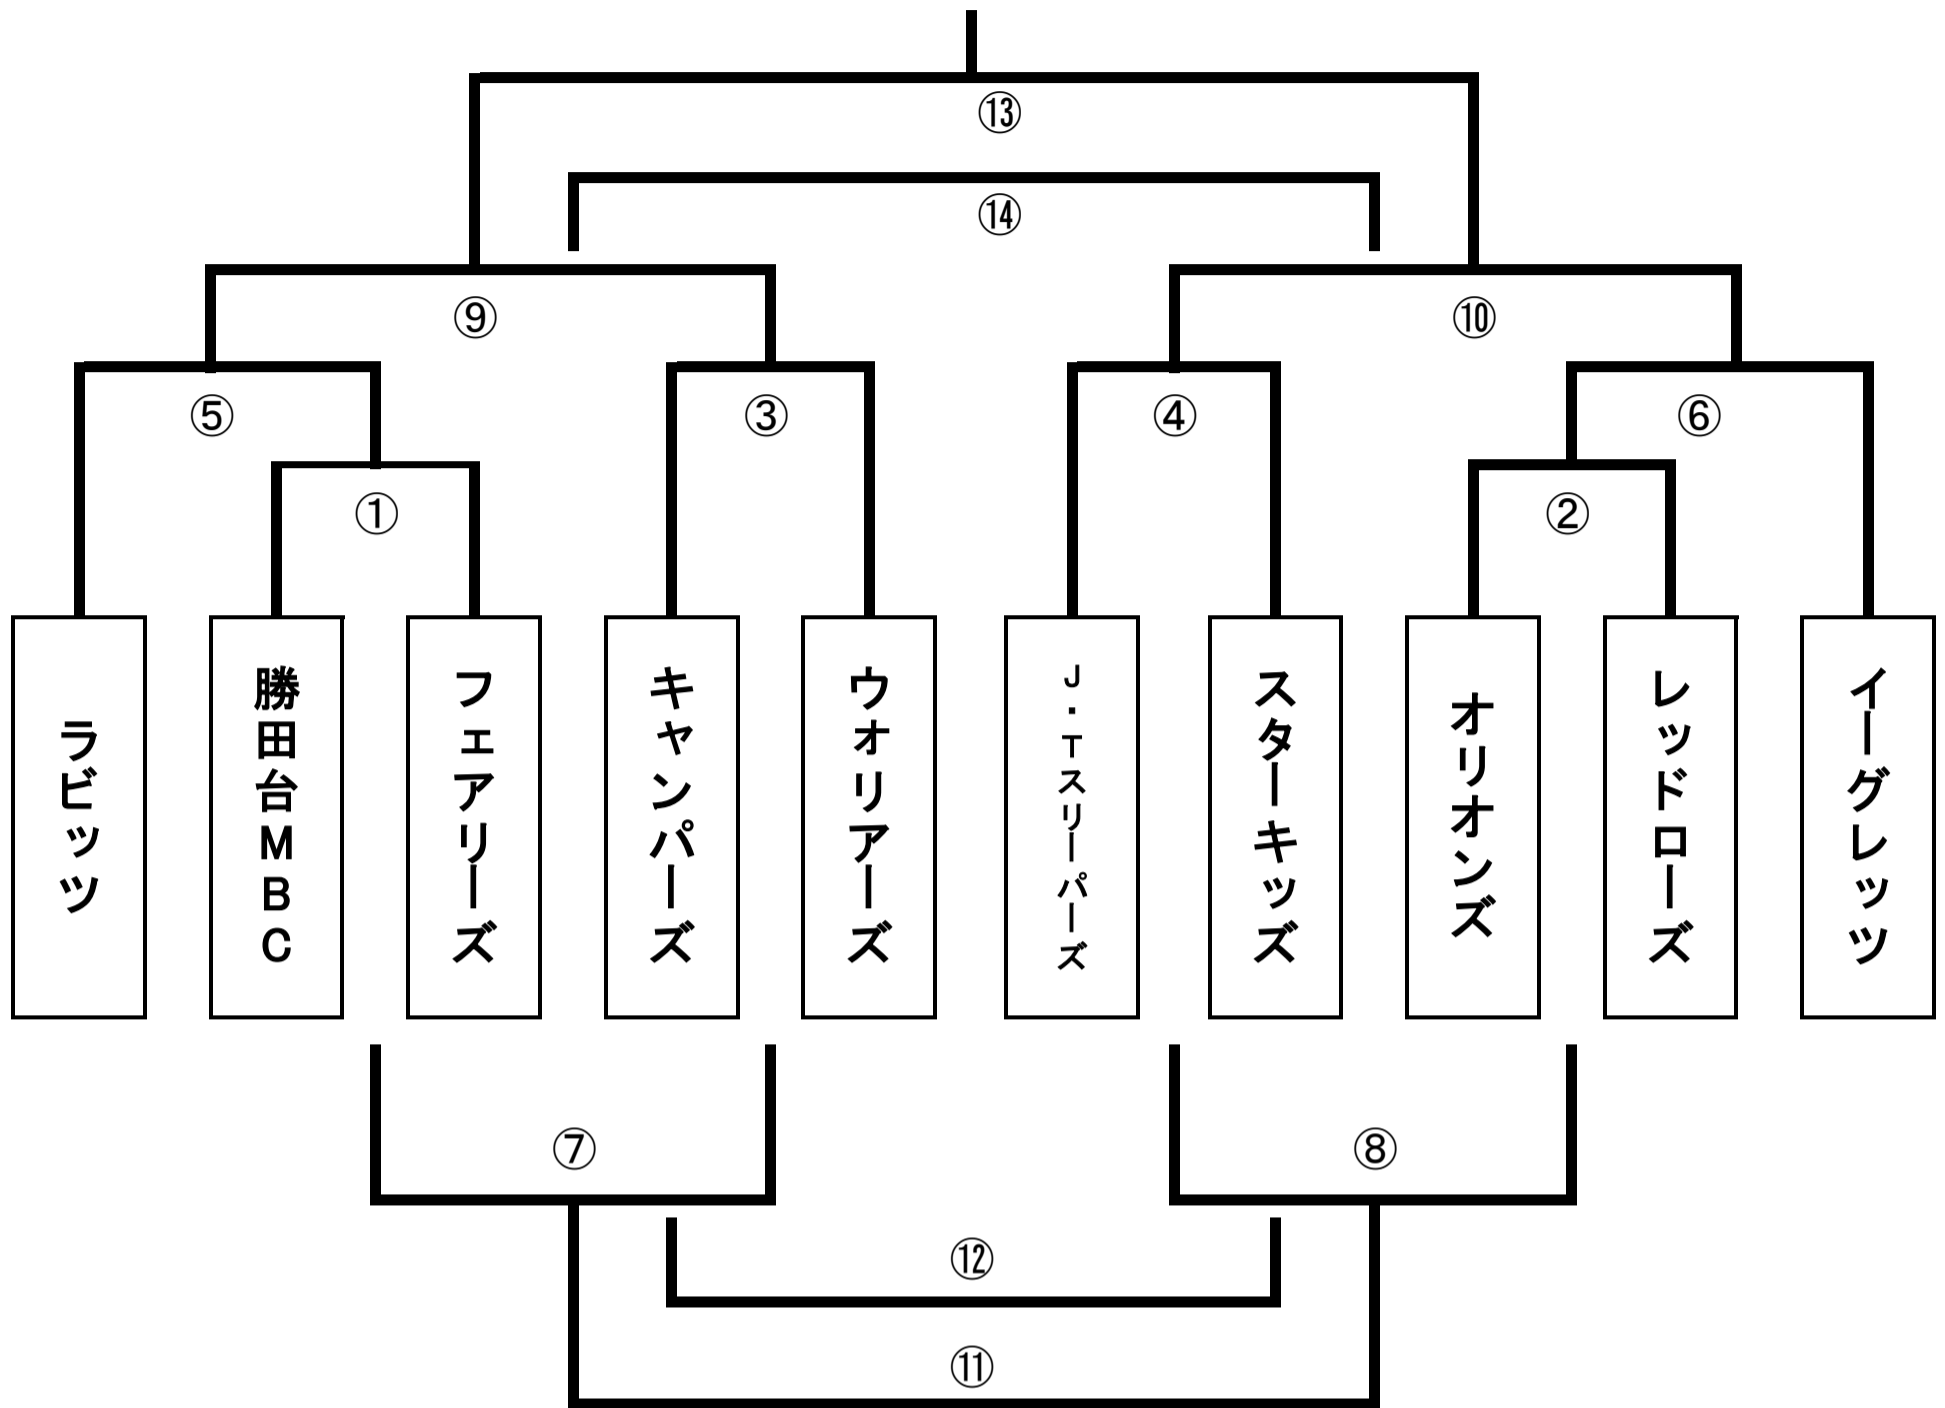 ⑬
⑭
⑨
⑩
⑤
③
④
⑥
①
②
ラビッツ
勝田台MBC
フェアリーズ
キャンパーズ
ウォリアーズ
J・Tスリーパーズ
スターキッズ
オリオンズ
レッドローズ
イーグレッツ
⑦
⑧
⑫
⑪